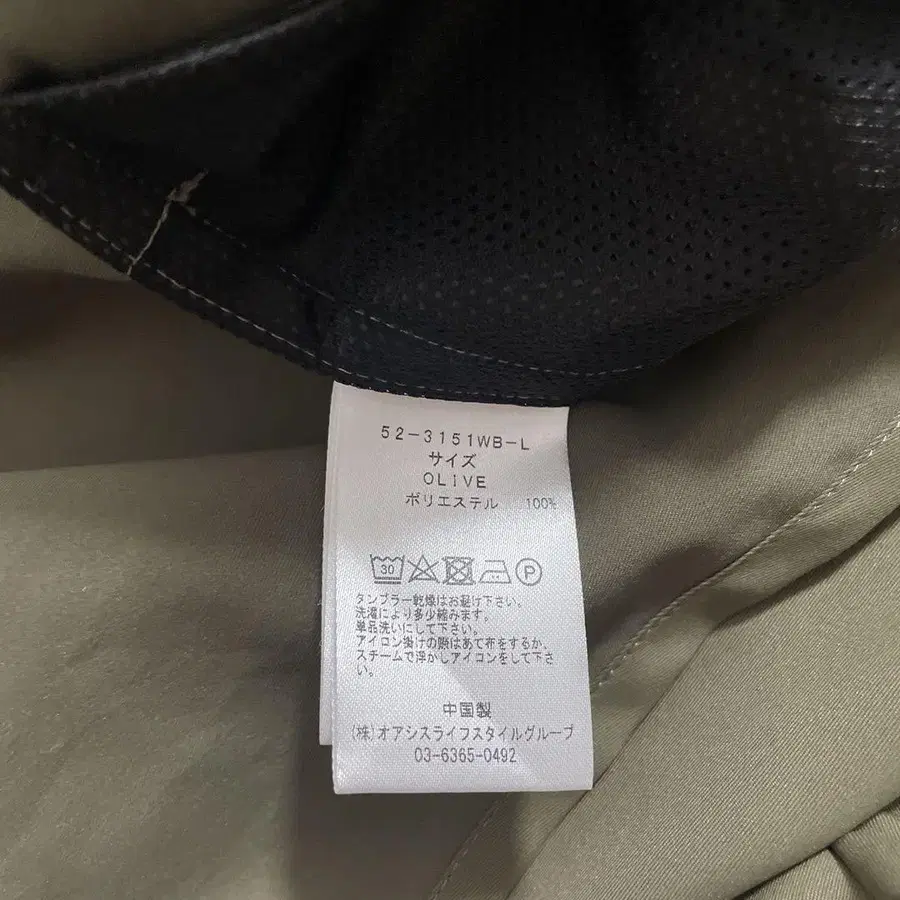 52-3151WB-L
サイズ
OLIVE
ポリエステル 100%
30
P
タンブラー乾燥はお避け下さい。
洗濯により多少縮みます。
単品洗いにして下さい。
アイロン掛けの際はあて布をするか、
スチームで浮かしアイロンをして下さ
い。
中国製
(株)オアシスライフスタイルグループ
03-6365-0492